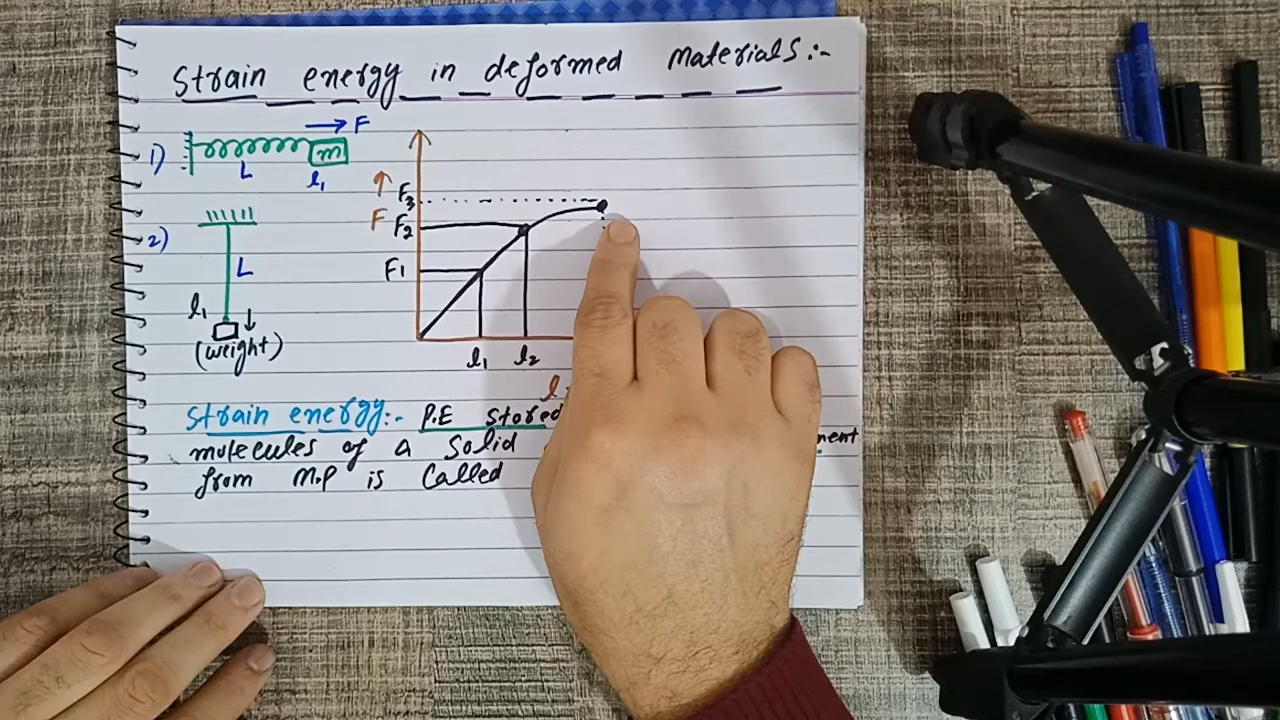 Strain energy in deformed Materials:-
1)
F
m
L
l₁
2)
L
l₁
(weight)
F
F₃
F₂
F1
l₁ l₂
Strain energy:- P.E stored
molecules of a solid
from M.P is Called